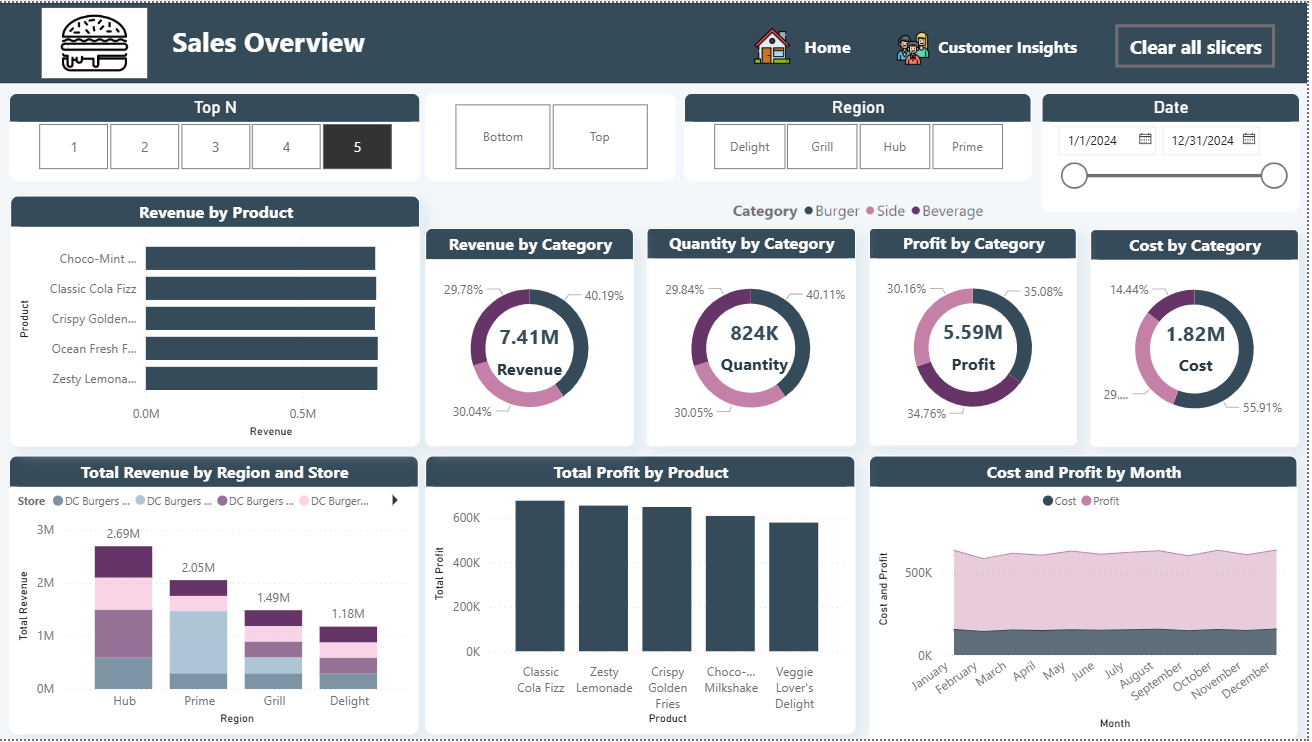 Sales Overview
Home
Customer Insights
Clear all slicers
Top N
1
2
3
4
5
Bottom
Top
Region
Delight
Grill
Hub
Prime
Date
1/1/2024
12/31/2024
Revenue by Product
Product
Choco-Mint ...
Classic Cola Fizz
Crispy Golden...
Ocean Fresh F...
Zesty Lemona...
0.0M
0.5M
Revenue
Category
Burger
Side
Beverage
Revenue by Category
29.78%
40.19%
7.41M
Revenue
30.04%
Quantity by Category
29.84%
40.11%
824K
Quantity
30.05%
Profit by Category
30.16%
35.08%
5.59M
Profit
34.76%
Cost by Category
14.44%
1.82M
Cost
29....
55.91%
Total Revenue by Region and Store
Store
DC Burgers ...
DC Burgers ...
DC Burgers ...
DC Burger...
Total Revenue
3M
2M
1M
0M
2.69M
2.05M
1.49M
1.18M
Hub
Prime
Grill
Delight
Region
Total Profit by Product
Total Profit
600K
400K
200K
0K
Classic
Cola Fizz
Zesty
Lemonade
Crispy
Golden
Fries
Choco-...
Milkshake
Veggie
Lover's
Delight
Product
Cost and Profit by Month
Cost
Profit
Cost and Profit
500K
0K
January
February
March
April
May
June
July
August
September
October
November
December
Month